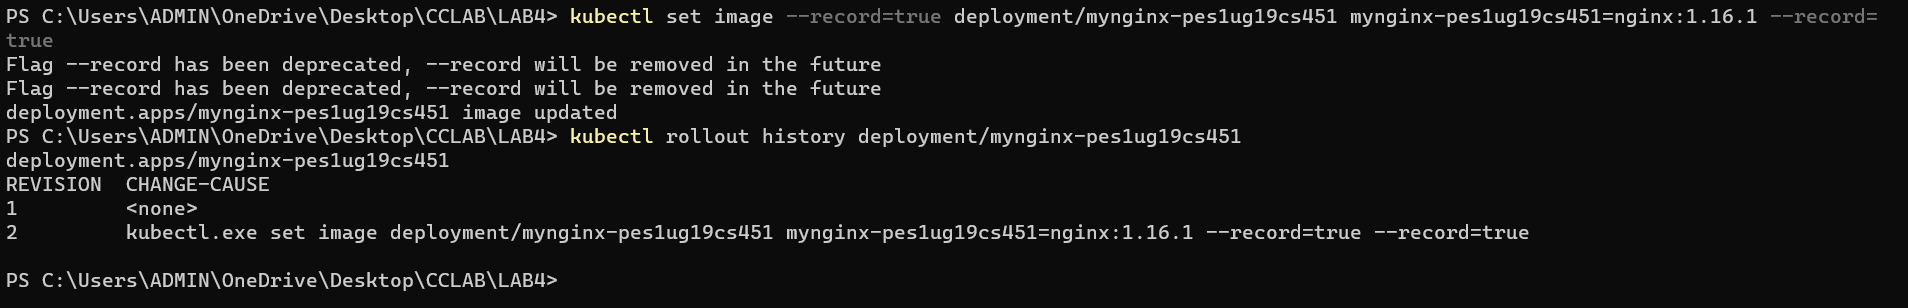 PS C:\Users\ADMIN\OneDrive\Desktop\CCLAB\LAB4> kubectl set image --record=true deployment/mynginx-pes1ug19cs451 mynginx-pes1ug19cs451=nginx:1.16.1 --record=
true
Flag --record has been deprecated, --record will be removed in the future
Flag --record has been deprecated, --record will be removed in the future
deployment.apps/mynginx-pes1ug19cs451 image updated
PS C:\Users\ADMIN\OneDrive\Desktop\CCLAB\LAB4> kubectl rollout history deployment/mynginx-pes1ug19cs451
deployment.apps/mynginx-pes1ug19cs451
REVISION  CHANGE-CAUSE
1         <none>
2         kubectl.exe set image deployment/mynginx-pes1ug19cs451 mynginx-pes1ug19cs451=nginx:1.16.1 --record=true --record=true
PS C:\Users\ADMIN\OneDrive\Desktop\CCLAB\LAB4>